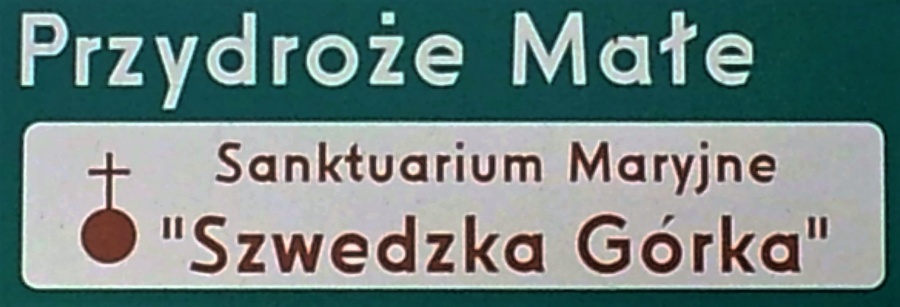 Przydroże Małe
Sanktuarium Maryjne
"Szwedzka Górka"